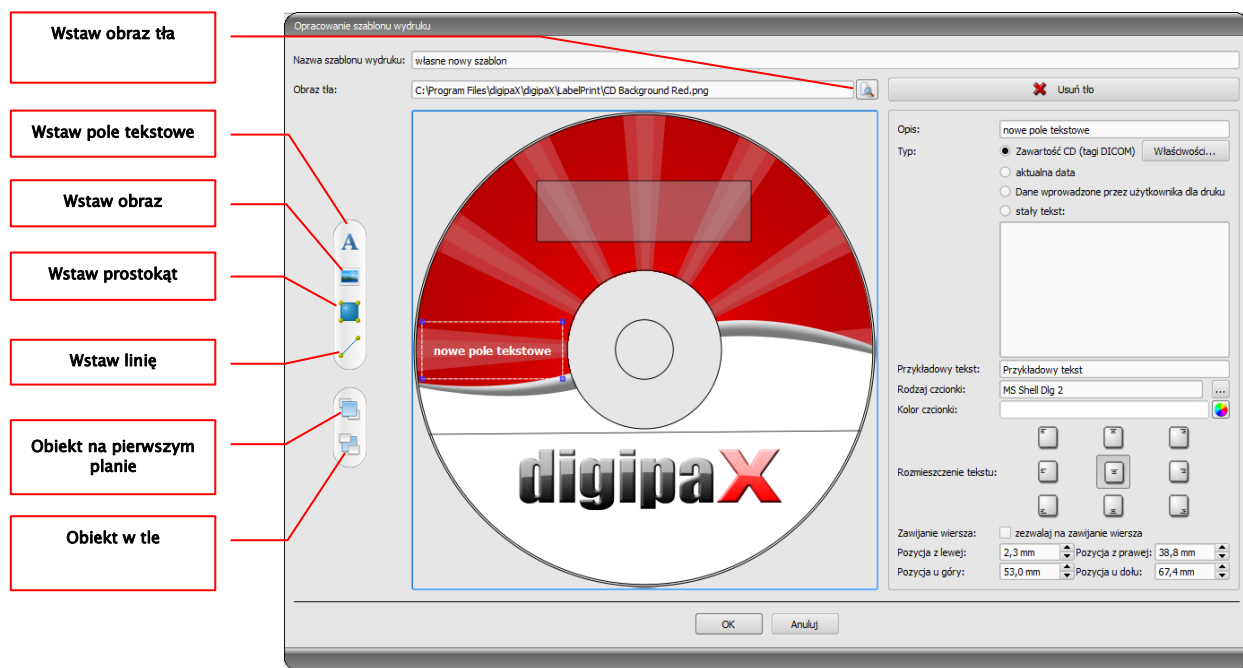 Wstaw obraz tła
Wstaw pole tekstowe
Wstaw obraz
Wstaw prostokąt
Wstaw linię
Obiekt na pierwszym
planie
Obiekt w tle
Opracowanie szablonu wydruku
Nazwa szablonu wydruku: własne nowy szablon
Obraz tła: C:\Program Files\digipaX\digipaX\LabelPrint\CD Background Red.png
Usuń tło
A
nowe pole tekstowe
digipaX
Opis: nowe pole tekstowe
Typ: Zawartość CD (tagi DICOM) Właściwości...
aktualna data
Dane wprowadzone przez użytkownika dla druku
stały tekst:
Przykładowy tekst: Przykładowy tekst
Rodzaj czcionki: MS Shell Dlg 2 ...
Kolor czcionki:
Rozmieszczenie tekstu:
Zawijanie wiersza: zezwalaj na zawijanie wiersza
Pozycja z lewej: 2,3 mm Pozycja z prawej: 38,8 mm
Pozycja u góry: 53,0 mm Pozycja u dołu: 67,4 mm
OK Anuluj